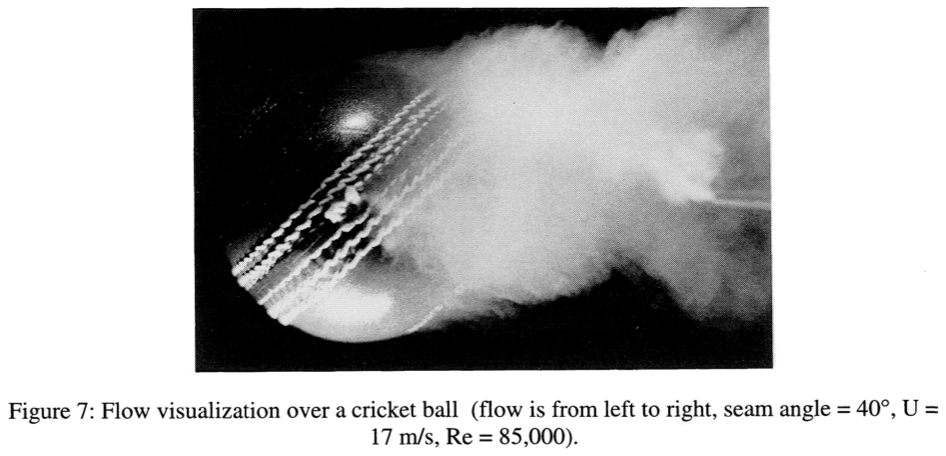 Figure 7: Flow visualization over a cricket ball (flow is from left to right, seam angle = 40°, U =
17 m/s, Re = 85,000).